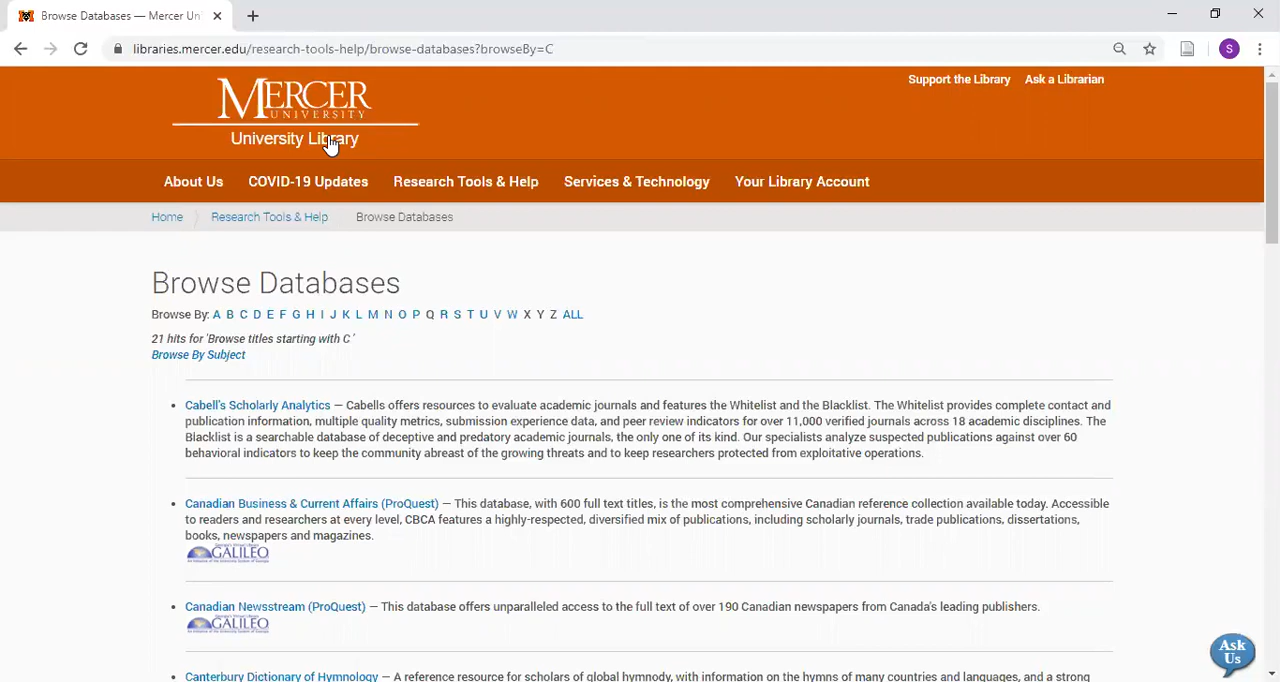 Browse Databases — Mercer Un
libraries.mercer.edu/research-tools-help/browse-databases?browseBy=C
S
MERCER
UNIVERSITY
University Library
Support the Library Ask a Librarian
About Us COVID-19 Updates Research Tools & Help Services & Technology Your Library Account
Home Research Tools & Help Browse Databases
Browse Databases
Browse By: A B C D E F G H I J K L M N O P Q R S T U V W X Y Z ALL
21 hits for 'Browse titles starting with C '
Browse By Subject
• Cabell's Scholarly Analytics — Cabells offers resources to evaluate academic journals and features the Whitelist and the Blacklist. The Whitelist provides complete contact and
publication information, multiple quality metrics, submission experience data, and peer review indicators for over 11,000 verified journals across 18 academic disciplines. The
Blacklist is a searchable database of deceptive and predatory academic journals, the only one of its kind. Our specialists analyze suspected publications against over 60
behavioral indicators to keep the community abreast of the growing threats and to keep researchers protected from exploitative operations.
• Canadian Business & Current Affairs (ProQuest) — This database, with 600 full text titles, is the most comprehensive Canadian reference collection available today. Accessible
to readers and researchers at every level, CBCA features a highly-respected, diversified mix of publications, including scholarly journals, trade publications, dissertations,
books, newspapers and magazines.
GALILEO
• Canadian Newsstream (ProQuest) — This database offers unparalleled access to the full text of over 190 Canadian newspapers from Canada's leading publishers.
GALILEO
Canterbury Dictionary of Hymnology — A reference resource for scholars of global hymnody, with information on the hymns of many countries and languages, and a strong
Ask
Us